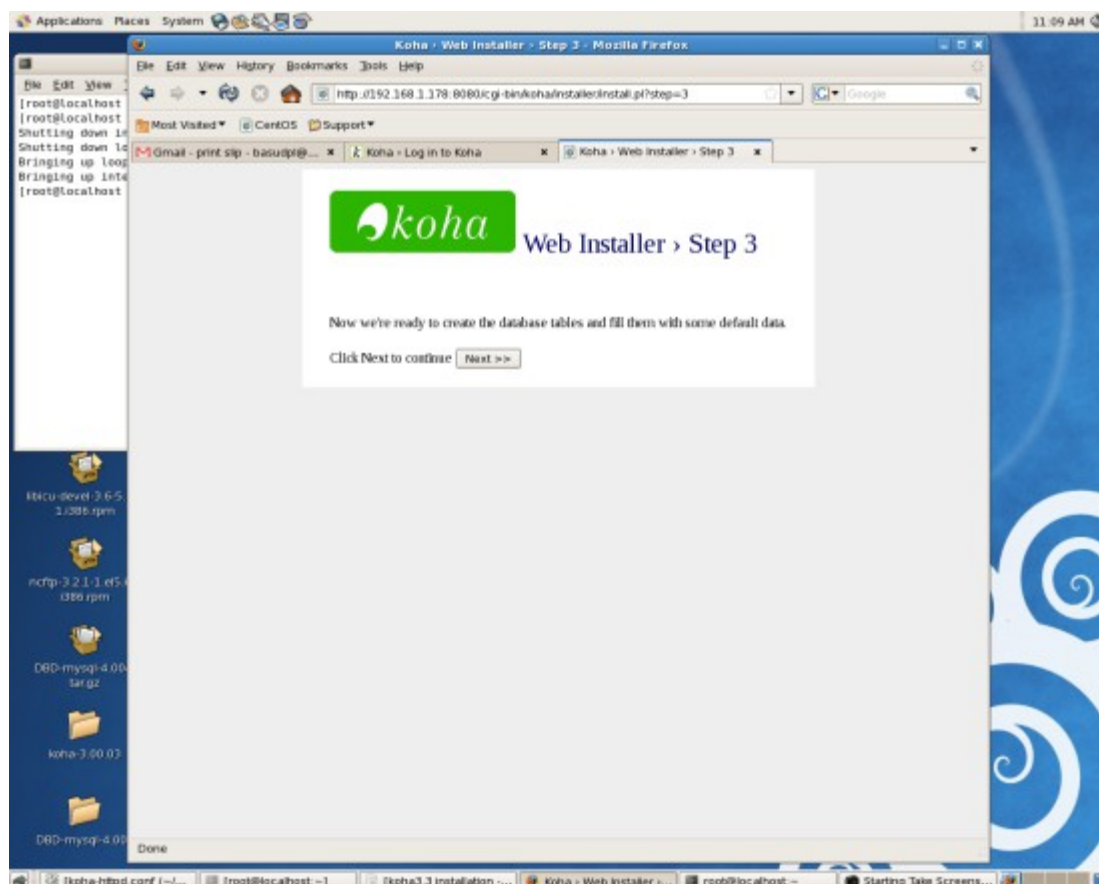 Applications Places System
11:09 AM
Koha › Web Installer › Step 3 - Mozilla Firefox
File Edit View History Bookmarks Tools Help
http://192.168.1.178:8080/cgi-bin/koha/installer/install.pl?step=3
Google
Most Visited CentOS Support
Gmail - print slip - basudpl@... Koha › Log in to Koha Koha › Web Installer › Step 3
File Edit View
[root@localhost
[root@localhost
Shutting down in
Shutting down lo
Bringing up loop
Bringing up inte
[root@localhost
koha
Web Installer › Step 3
Now we're ready to create the database tables and fill them with some default data.
Click Next to continue Next >>
libicu-devel-3.6-5.
1.i386.rpm
ncftp-3.2.1-1.el5.
i386.rpm
DBD-mysql-4.00
tar.gz
koha-3.00.03
DBD-mysql-4.00
Done
[koha-httpd.conf (~/... [root@localhost:~] [koha3.3 installation -... Koha › Web Installer ›... root@localhost:~ Starting Take Screens...